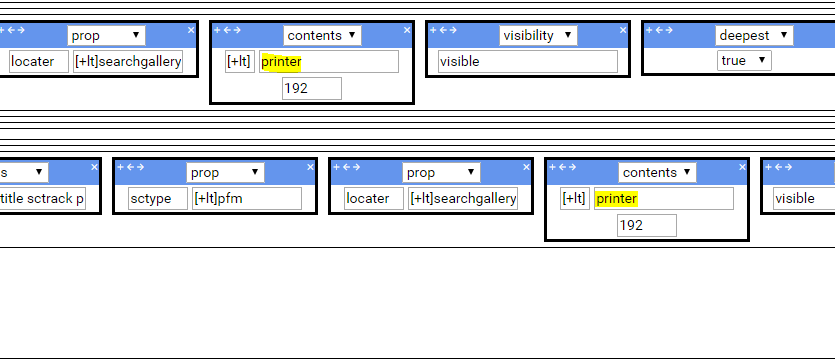 prop contents visibility deepest
locater [+lt]searchgallery [+lt] printer visible true
192
s prop prop contents
title sctrack p sctype [+lt]pfm locater [+lt]searchgallery [+lt] printer visible
192